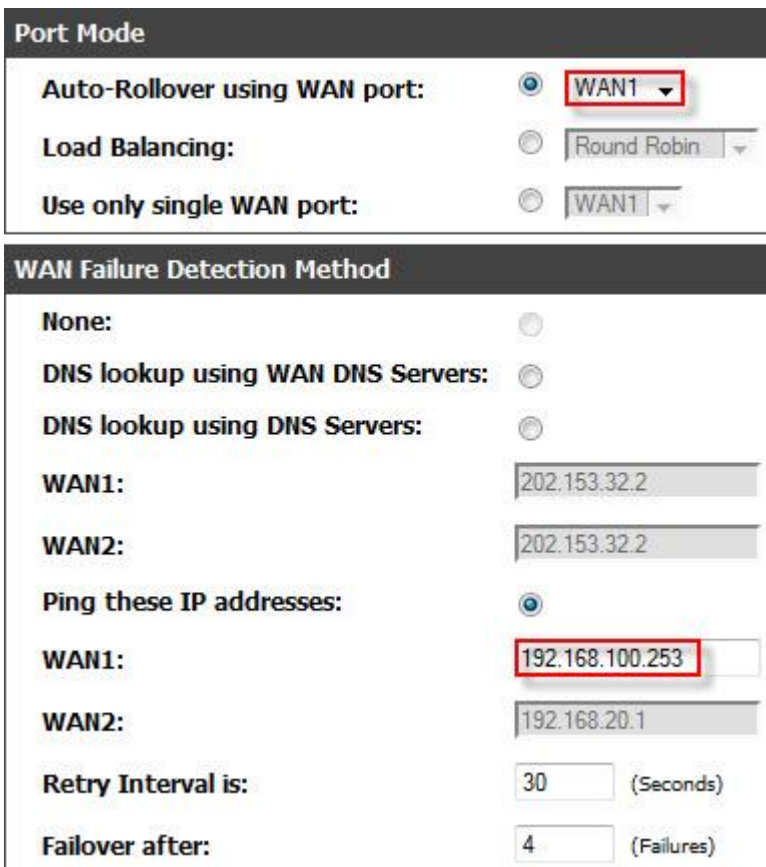 Port Mode
Auto-Rollover using WAN port: WAN1
Load Balancing: Round Robin
Use only single WAN port: WAN1
WAN Failure Detection Method
None:
DNS lookup using WAN DNS Servers:
DNS lookup using DNS Servers:
WAN1: 202.153.32.2
WAN2: 202.153.32.2
Ping these IP addresses:
WAN1: 192.168.100.253
WAN2: 192.168.20.1
Retry Interval is: 30 (Seconds)
Failover after: 4 (Failures)